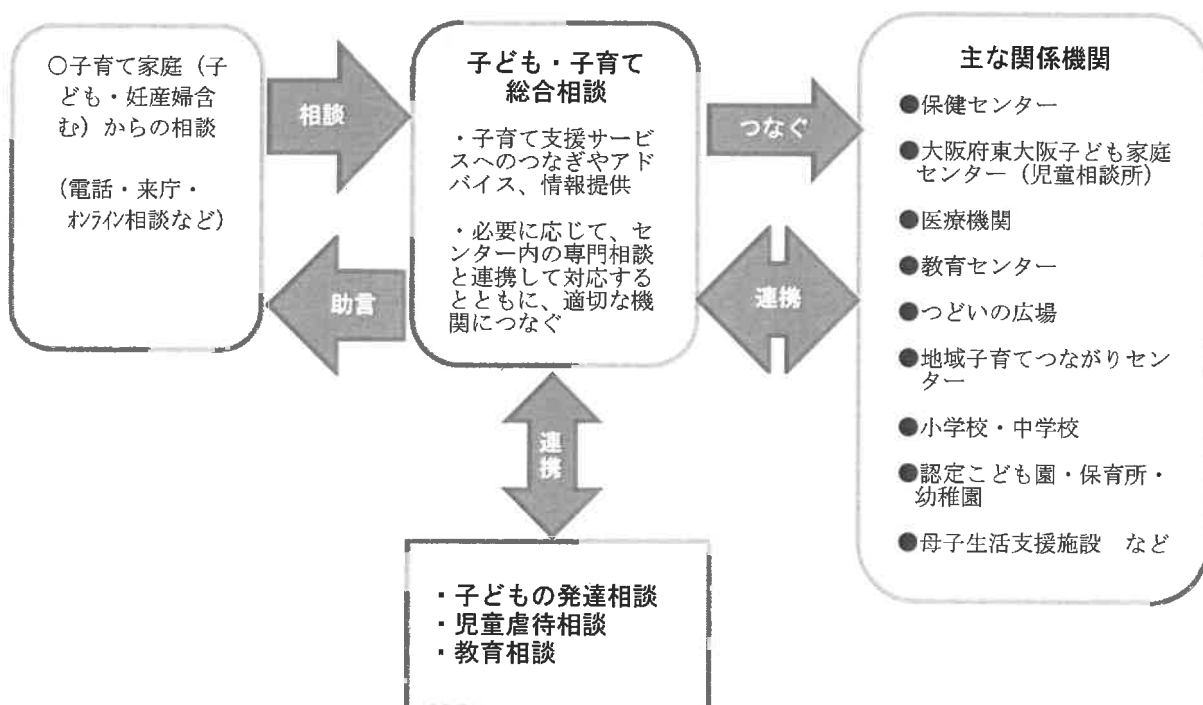 〇子育て家庭（子
ども・妊産婦含
む）からの相談
（電話・来庁・
ｵﾝﾗｲﾝ相談など）
相談
助言
子ども・子育て
総合相談
・子育て支援サービ
スへのつなぎやアド
バイス、情報提供
・必要に応じて、セ
ンター内の専門相談
と連携して対応する
とともに、適切な機
関につなぐ
つなぐ
連携
主な関係機関
●保健センター
●大阪府東大阪子ども家庭
センター（児童相談所）
●医療機関
●教育センター
●つどいの広場
●地域子育てつながりセン
ター
●小学校・中学校
●認定こども園・保育所・
幼稚園
●母子生活支援施設　など
連携
・子どもの発達相談
・児童虐待相談
・教育相談